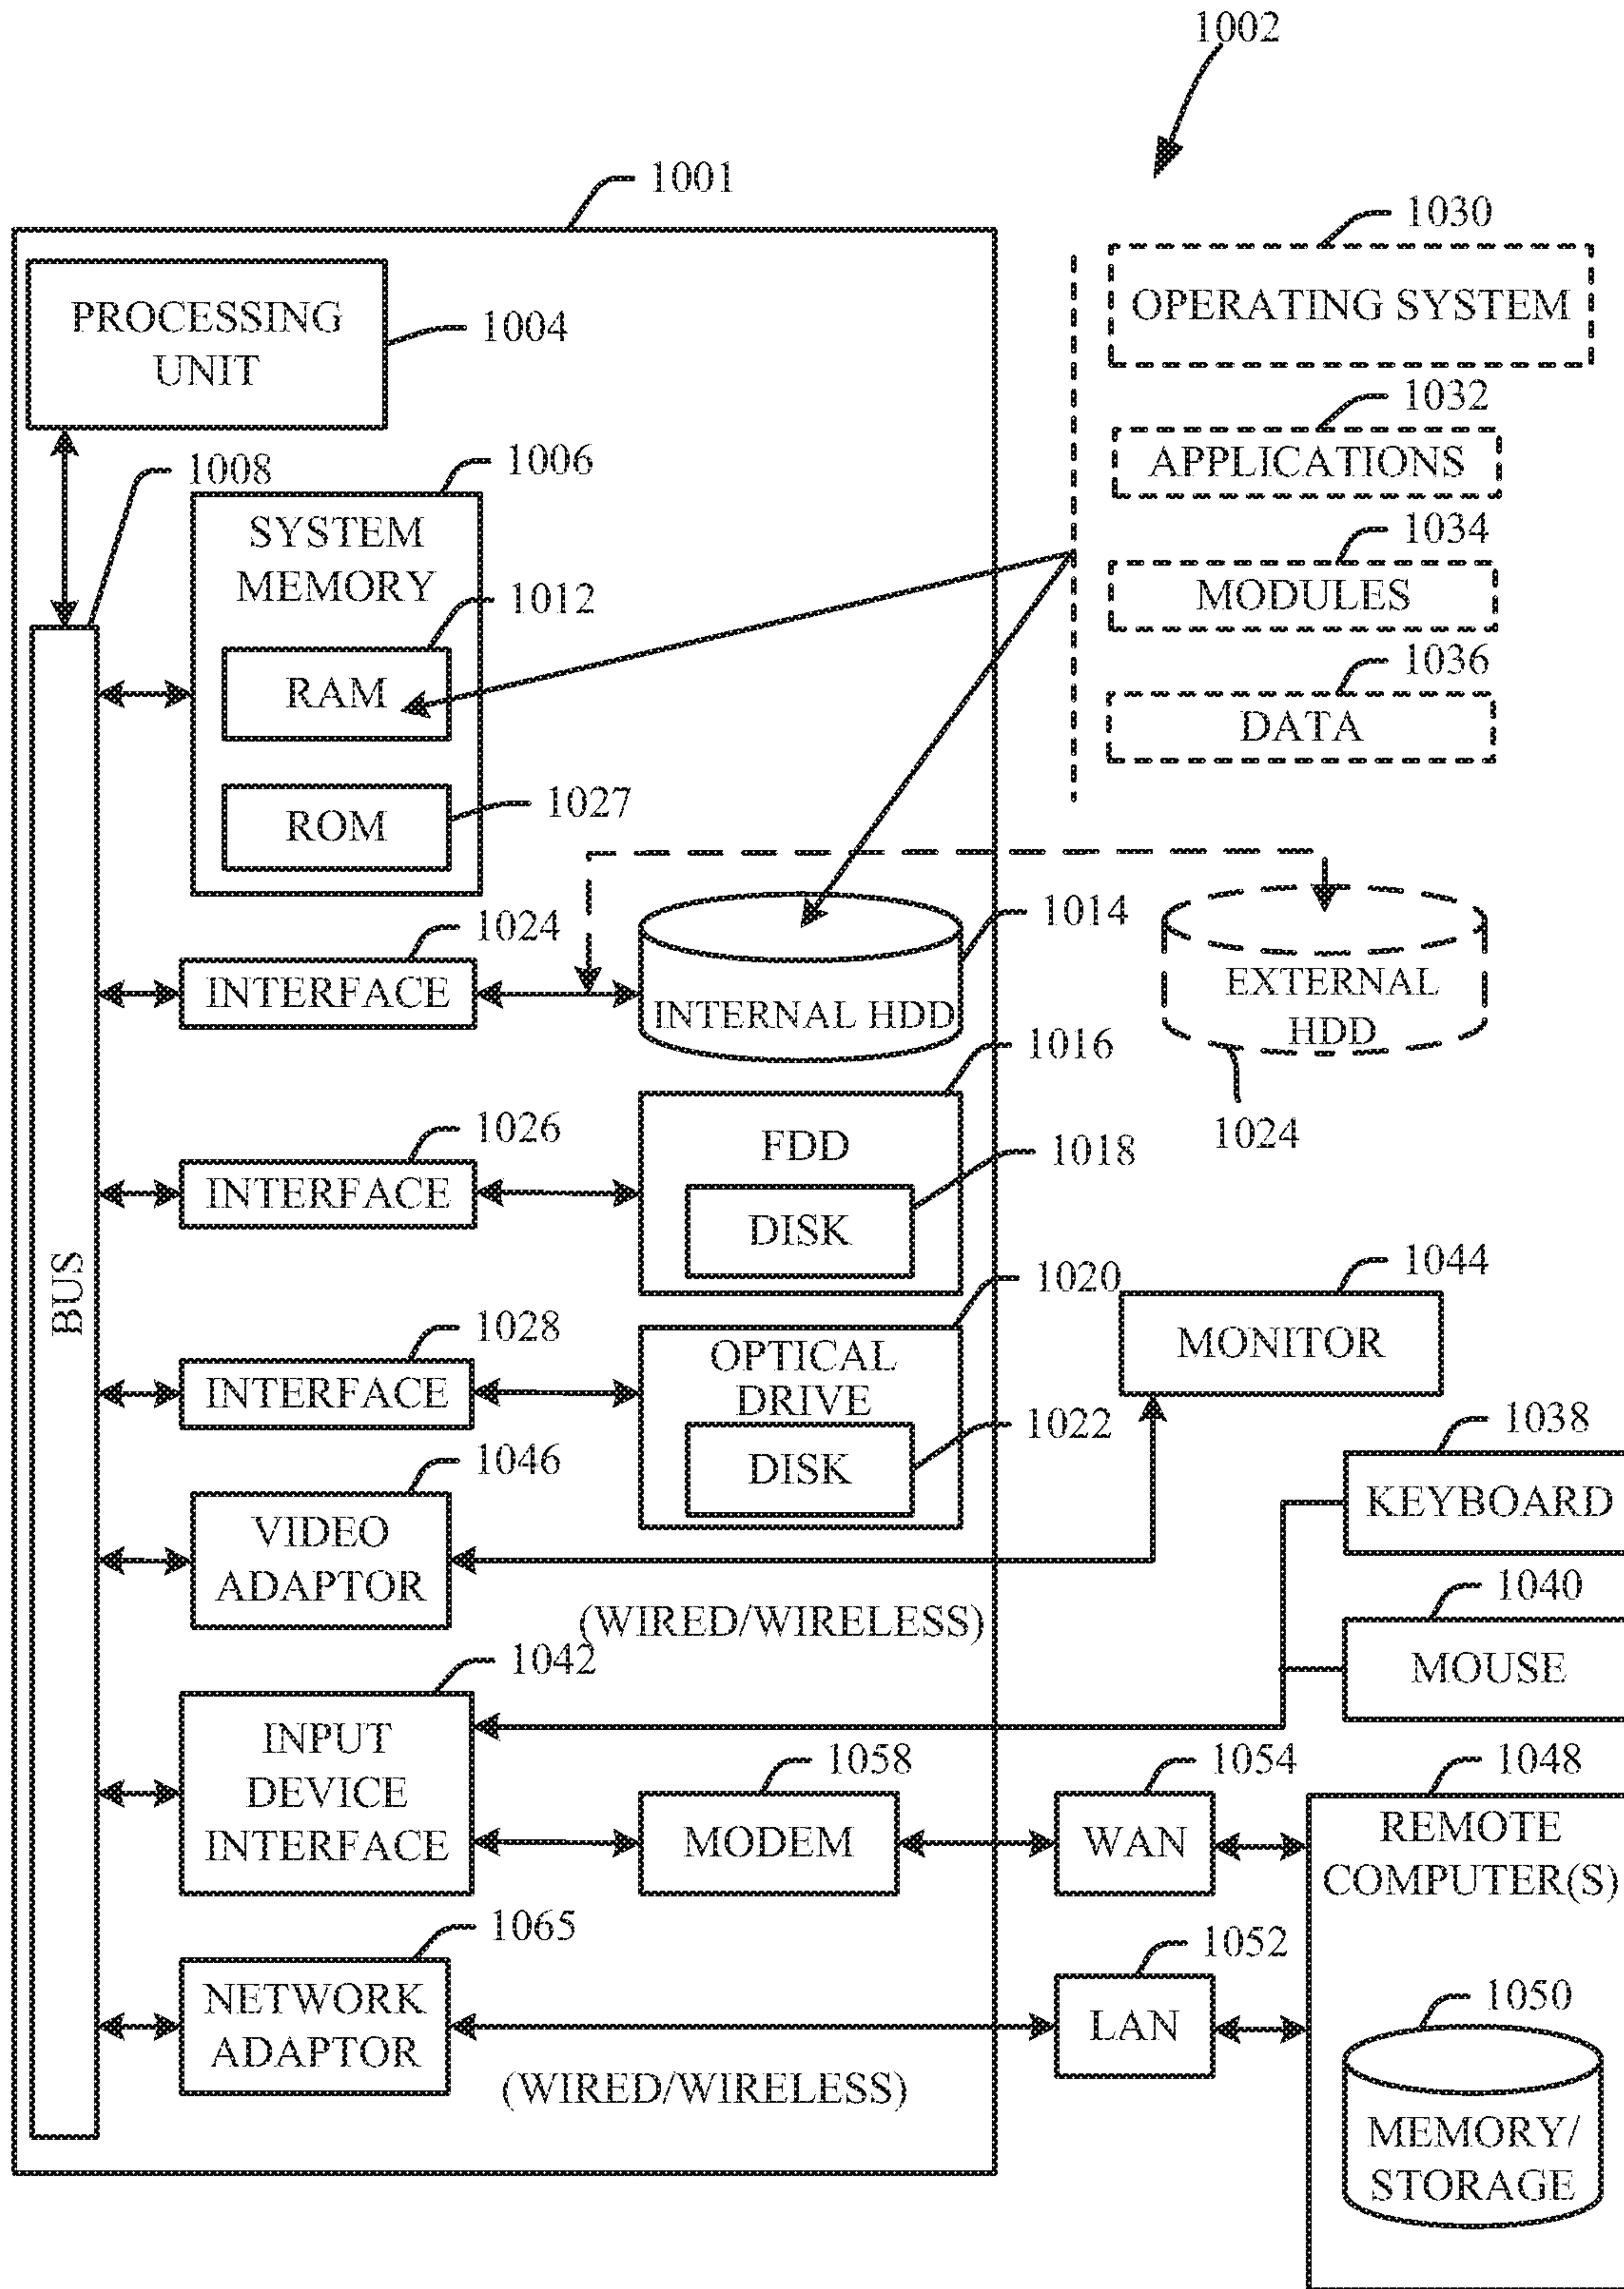 1002
1001
1030
OPERATING SYSTEM
PROCESSING
UNIT
1004
1032
APPLICATIONS
1008
1006
SYSTEM
MEMORY
1034
MODULES
1012
RAM
1036
DATA
1027
ROM
1024
INTERFACE
1014
INTERNAL HDD
EXTERNAL
HDD
1024
1016
FDD
1026
INTERFACE
1018
DISK
BUS
1020
OPTICAL
DRIVE
1044
MONITOR
1028
INTERFACE
1022
DISK
1038
KEYBOARD
1046
VIDEO
ADAPTOR
(WIRED/WIRELESS)
1040
MOUSE
1042
INPUT
DEVICE
INTERFACE
1058
MODEM
1054
WAN
1048
REMOTE
COMPUTER(S)
1065
NETWORK
ADAPTOR
(WIRED/WIRELESS)
1052
LAN
1050
MEMORY/
STORAGE